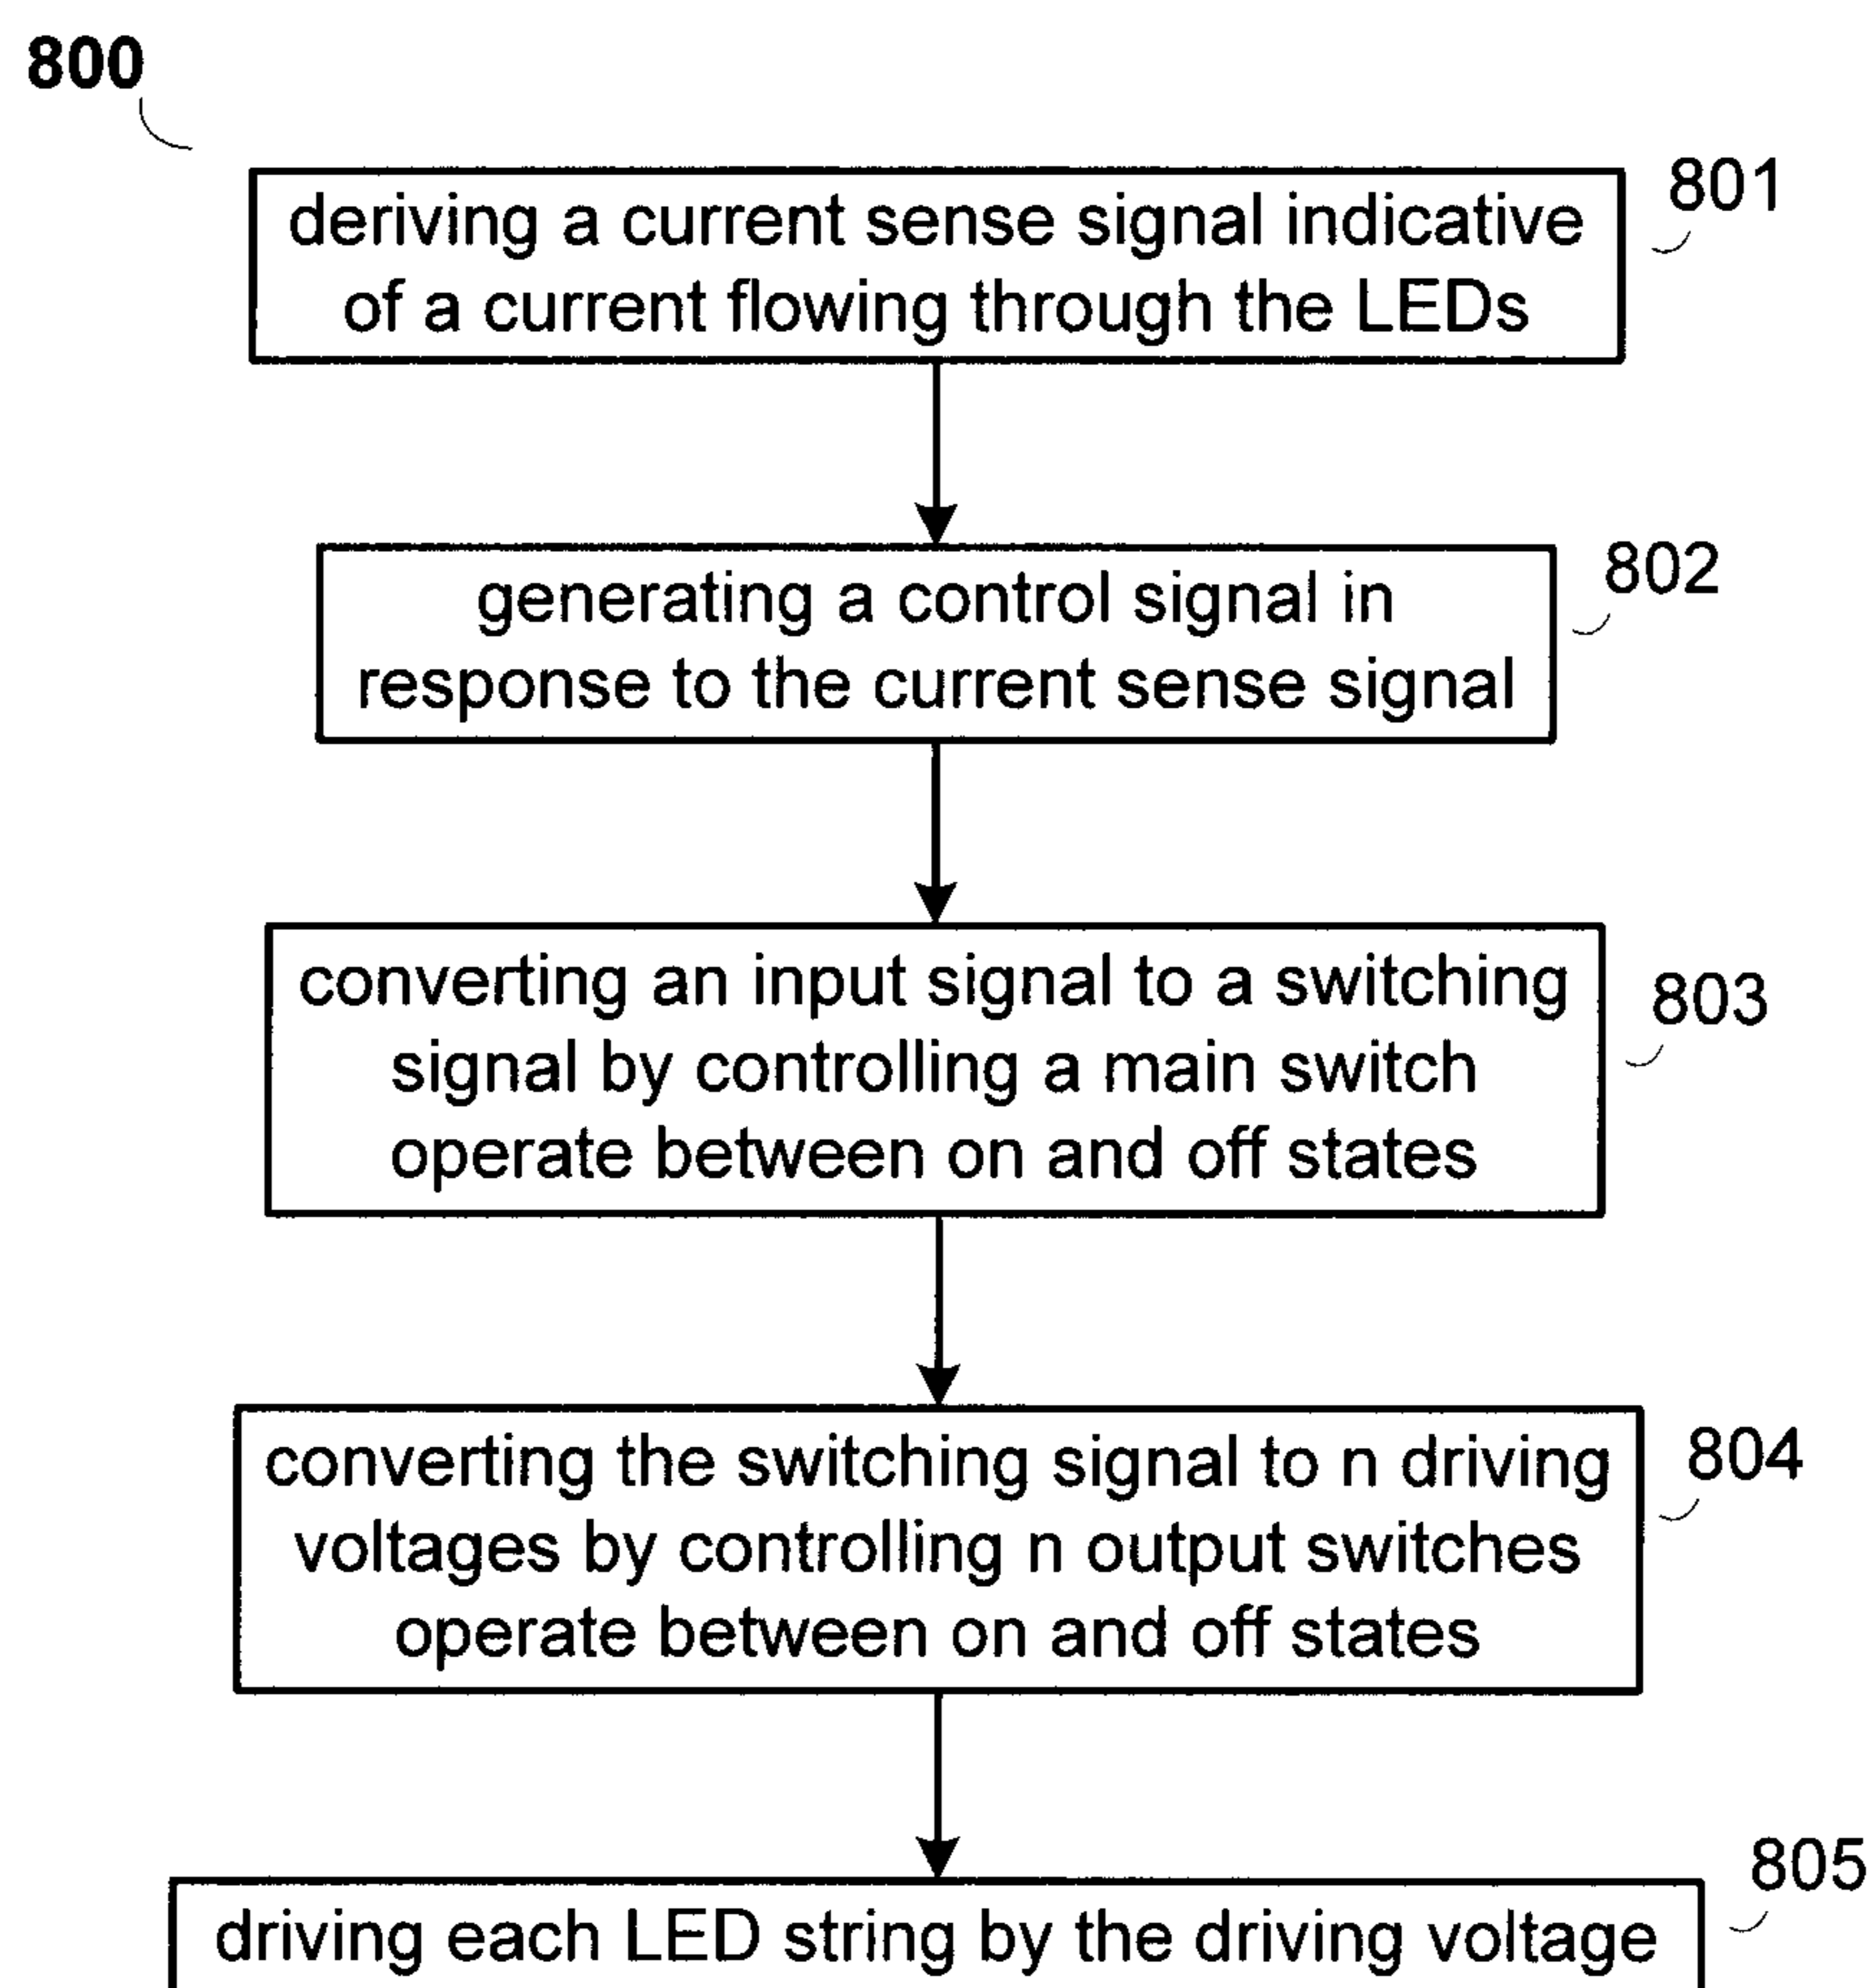 800
deriving a current sense signal indicative
of a current flowing through the LEDs
801
generating a control signal in
response to the current sense signal
802
converting an input signal to a switching
signal by controlling a main switch
operate between on and off states
803
converting the switching signal to n driving
voltages by controlling n output switches
operate between on and off states
804
driving each LED string by the driving voltage
805